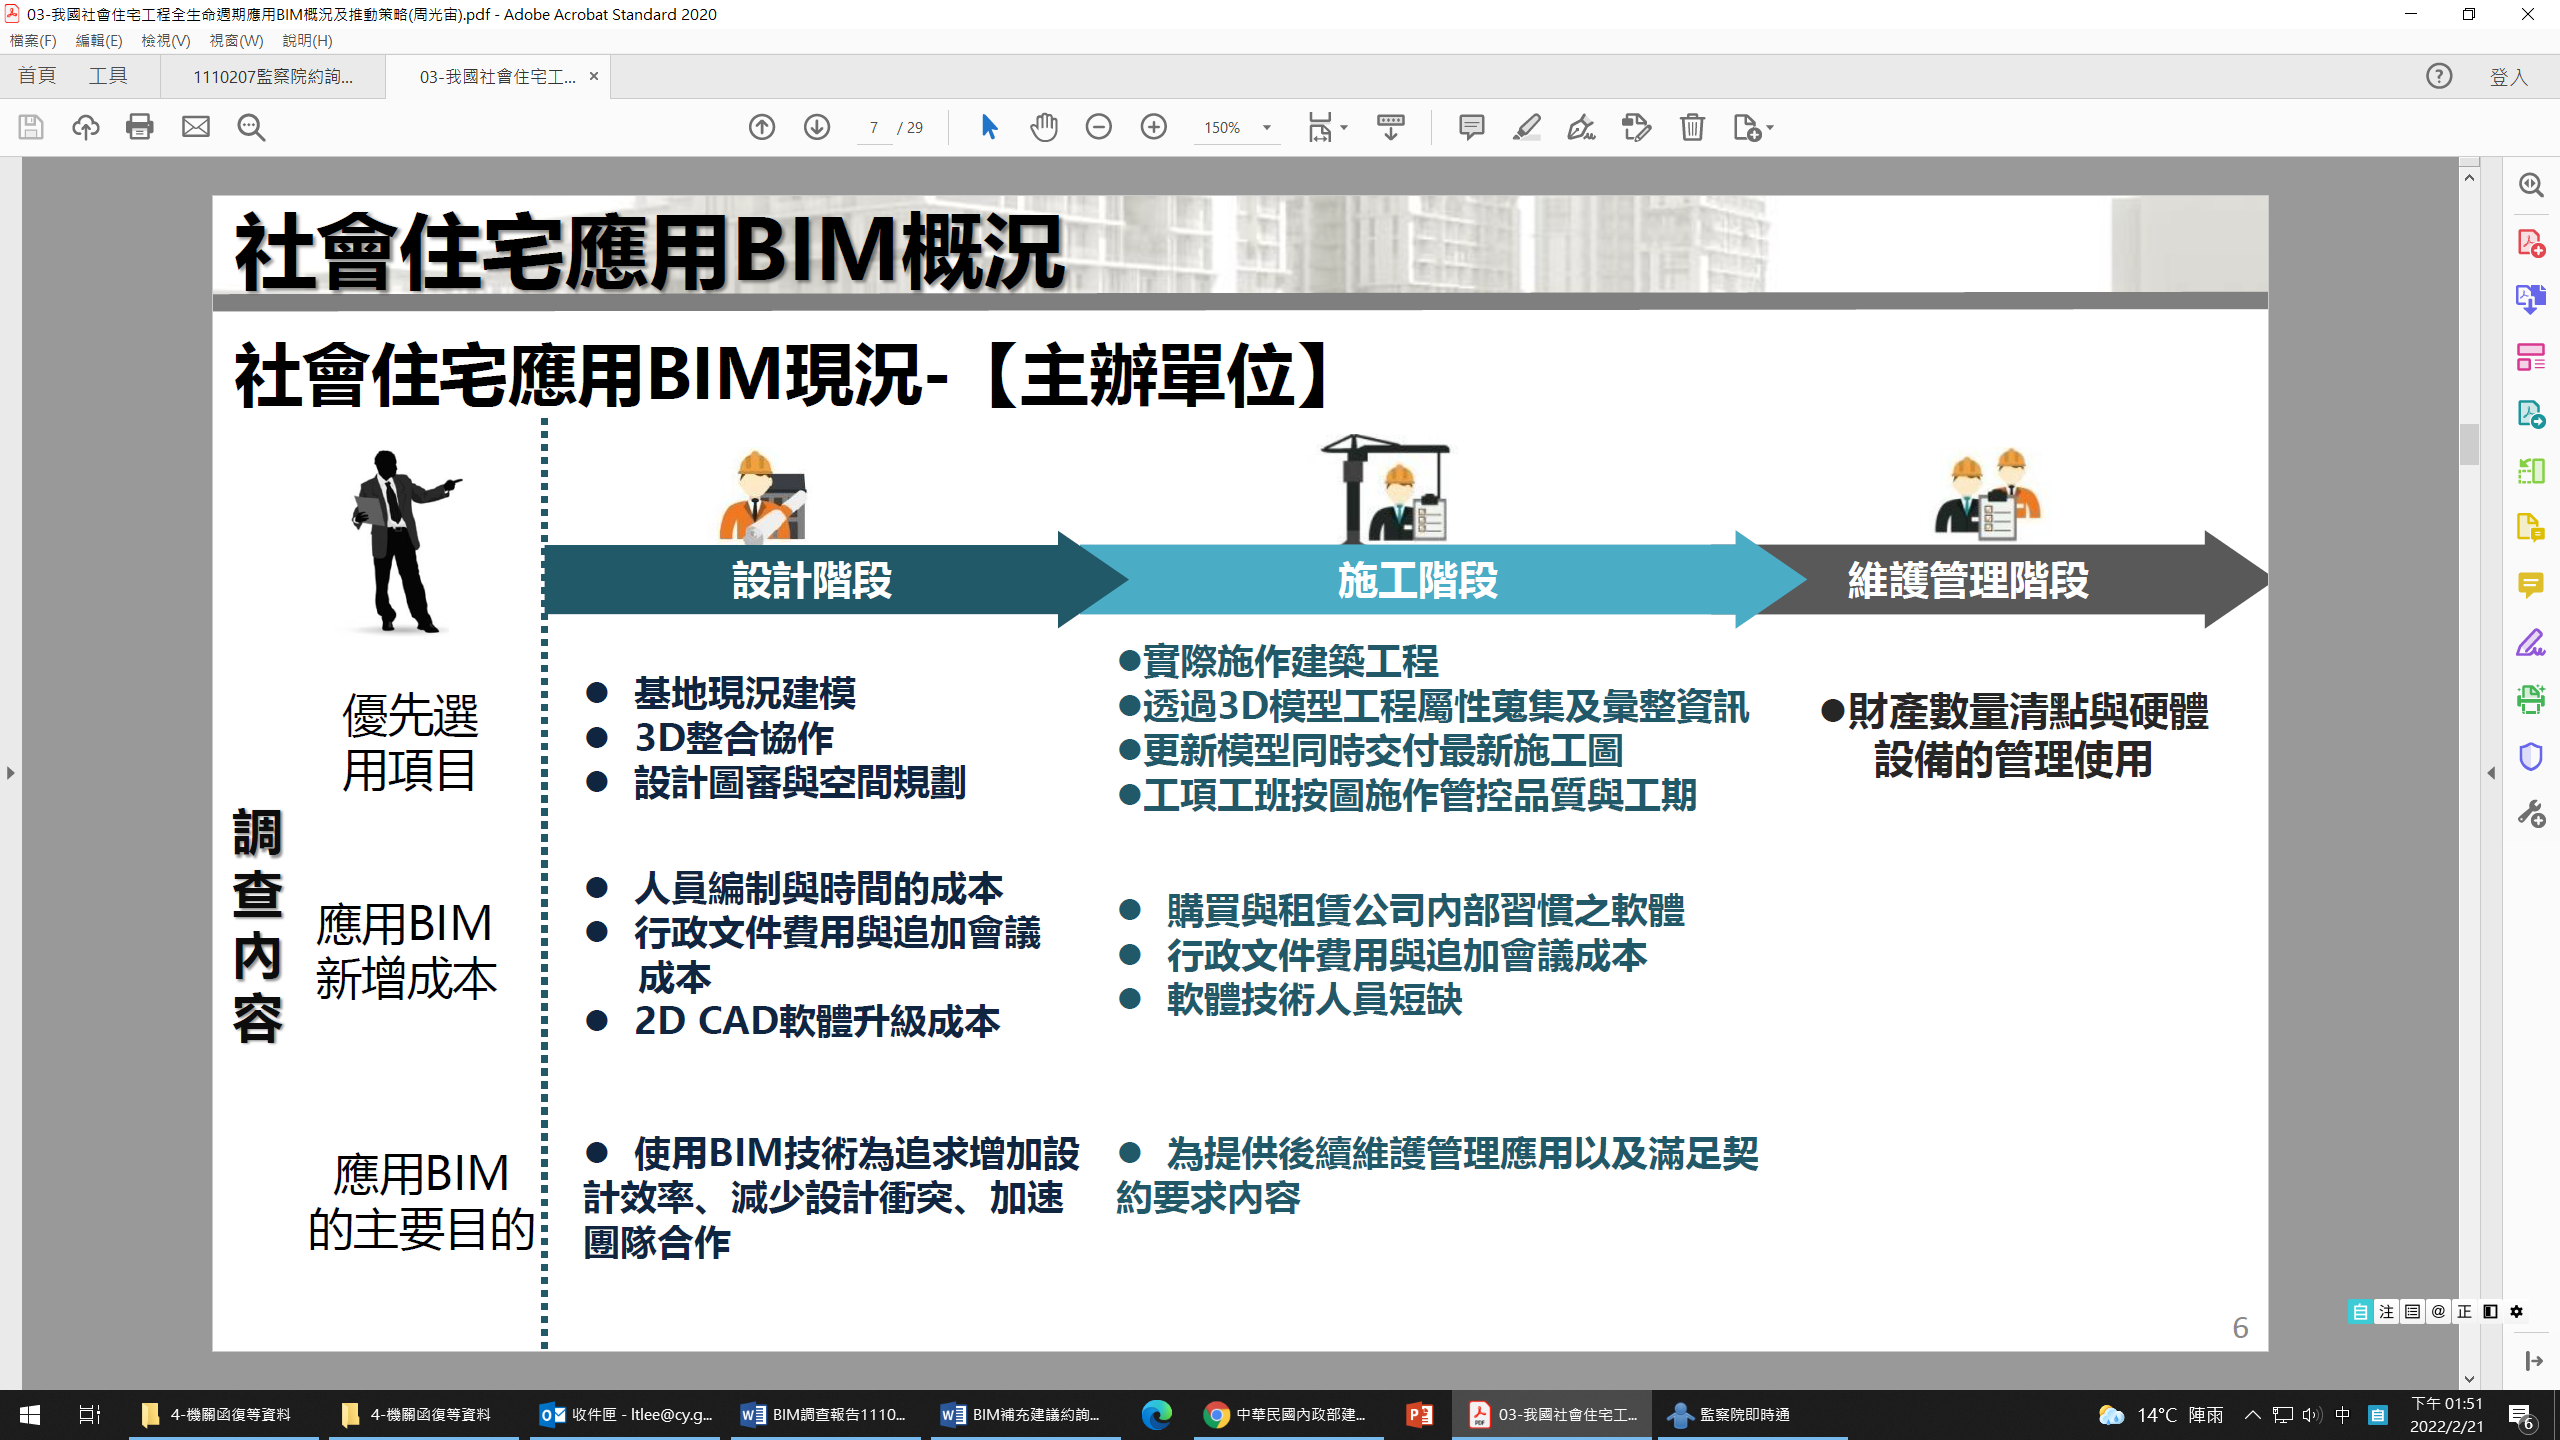 03-我國社會住宅工程全生命週期應用BIM概況及推動策略(周光宙).pdf - Adobe Acrobat Standard 2020
檔案(F) 編輯(E) 檢視(V) 視窗(W) 說明(H)
首頁 工具 1110207監察院約詢... 03-我國社會住宅工... × 登入
7 / 29 150%
社會住宅應用BIM概況
社會住宅應用BIM現況-【主辦單位】
設計階段 施工階段 維護管理階段
調查內容
優先選
用項目
● 基地現況建模
● 3D整合協作
● 設計圖審與空間規劃
●實際施作建築工程
●透過3D模型工程屬性蒐集及彙整資訊
●更新模型同時交付最新施工圖
●工項工班按圖施作管控品質與工期
●財產數量清點與硬體
設備的管理使用
應用BIM
新增成本
● 人員編制與時間的成本
● 行政文件費用與追加會議
成本
● 2D CAD軟體升級成本
● 購買與租賃公司內部習慣之軟體
● 行政文件費用與追加會議成本
● 軟體技術人員短缺
應用BIM
的主要目的
● 使用BIM技術為追求增加設
計效率、減少設計衝突、加速
團隊合作
● 為提供後續維護管理應用以及滿足契
約要求內容
6
自 注 @ 正
4-機關函復等資料 4-機關函復等資料 收件匣 - ltlee@cy.g... BIM調查報告1110... BIM補充建議約詢... 中華民國內政部建... 03-我國社會住宅工... 監察院即時通
14°C 陣雨 中 自 下午 01:51
2022/2/21 6